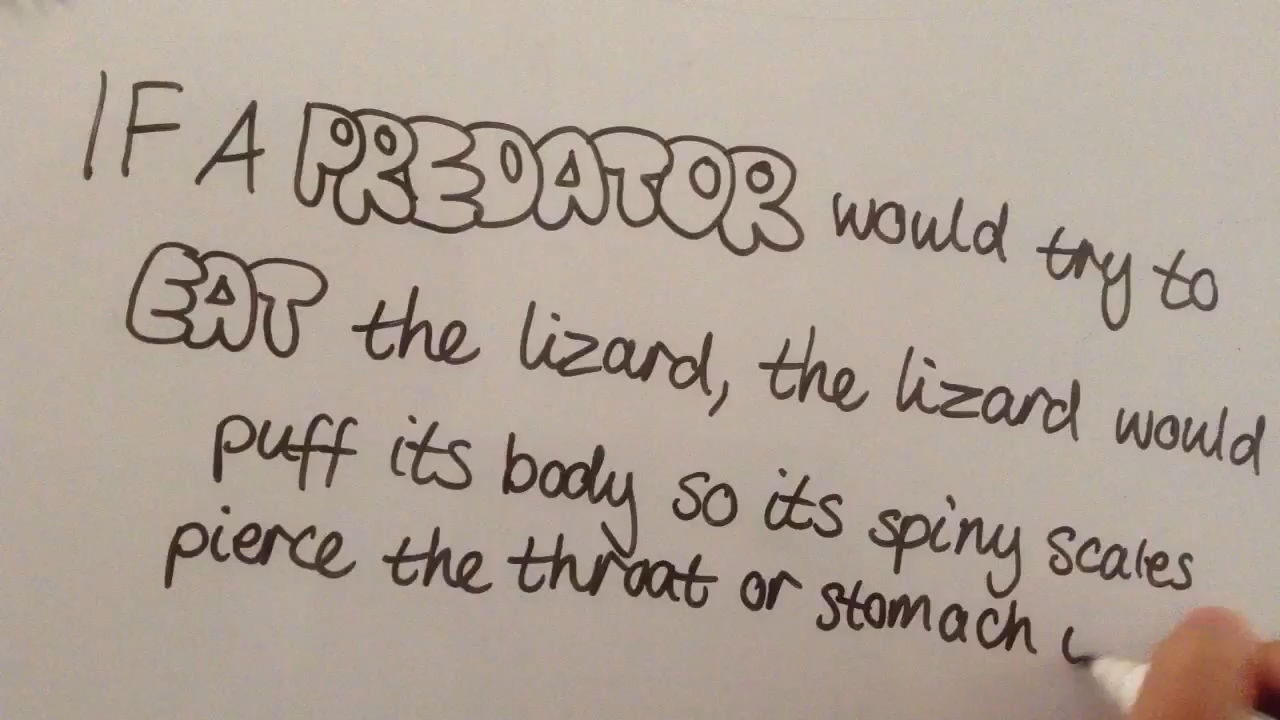 IF A PREDATOR would try to
EAT the lizard, the lizard would
puff its body so its spiny scales
pierce the throat or stomach